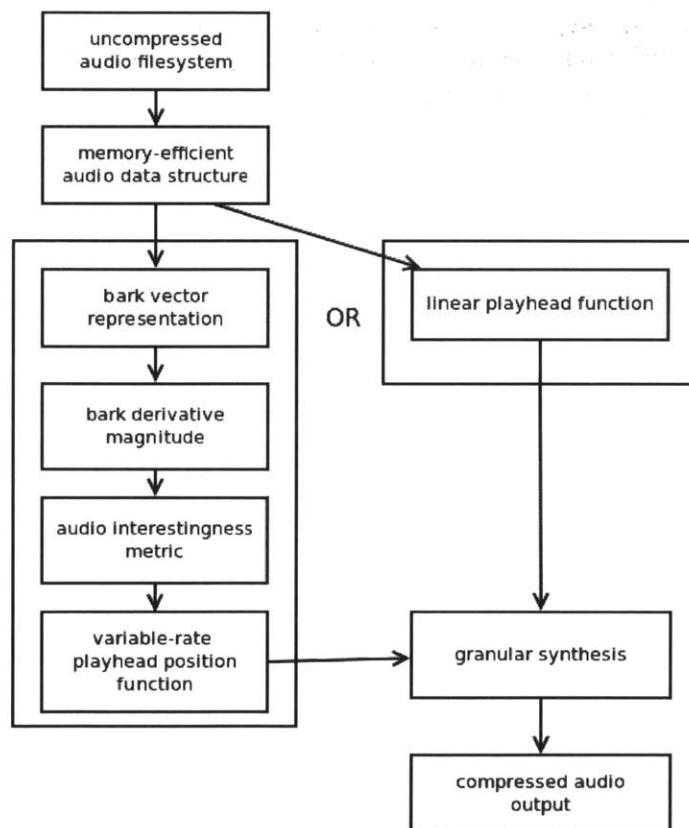 uncompressed
audio filesystem
memory-efficient
audio data structure
bark vector
representation
OR
linear playhead function
bark derivative
magnitude
audio interestingness
metric
variable-rate
playhead position
function
granular synthesis
compressed audio
output